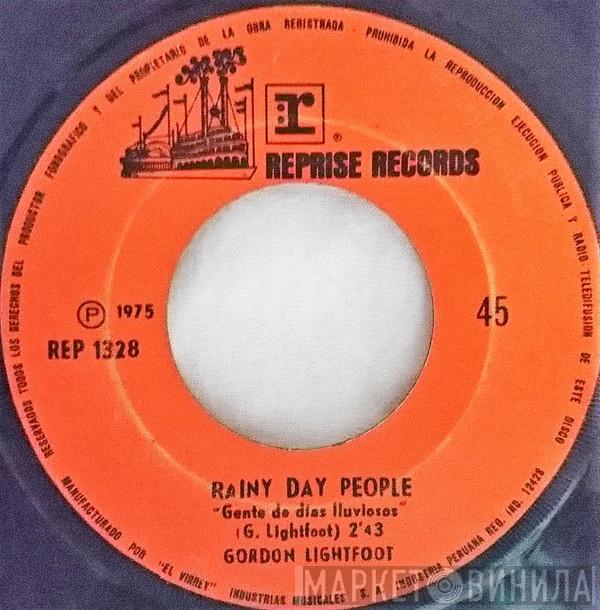 RESERVADOS TODOS LOS DERECHOS DEL PRODUCTOR FONOGRAFICO Y DEL PROPIETARIO DE LA OBRA REGISTRADA · PROHIBIDA LA REPRODUCCION EJECUCION PUBLICA Y RADIO-TELEDIFUSION DE ESTE DISCO
r ®
REPRISE RECORDS
Ⓟ 1975
45
REP 1328
RAINY DAY PEOPLE
"Gente de días lluviosos"
(G. Lightfoot) 2'43
GORDON LIGHTFOOT
MANUFACTURADO POR "EL VIRREY" INDUSTRIAS MUSICALES S. A. INDUSTRIA PERUANA REG. IND. 12428
МАРКЕТ ВИНИЛА